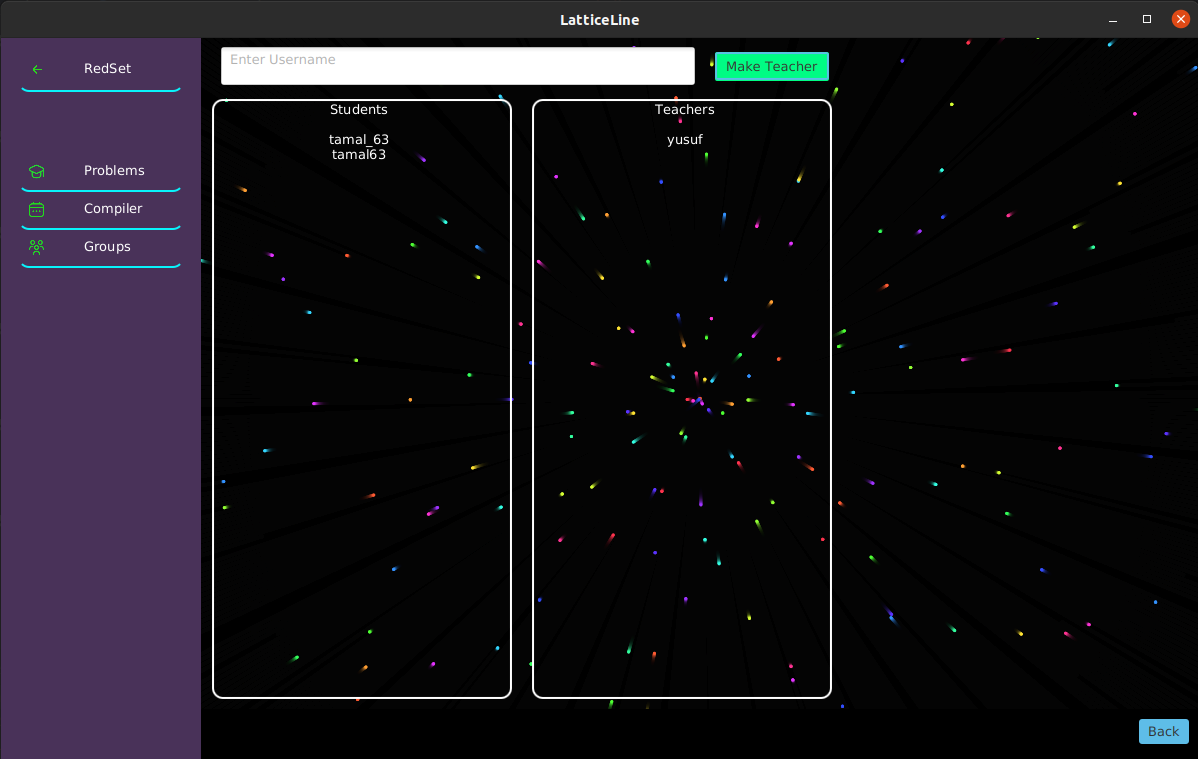 LatticeLine
RedSet
Enter Username
Make Teacher
Problems
Compiler
Groups
Students
tamal_63
tamal63
Teachers
yusuf
Back